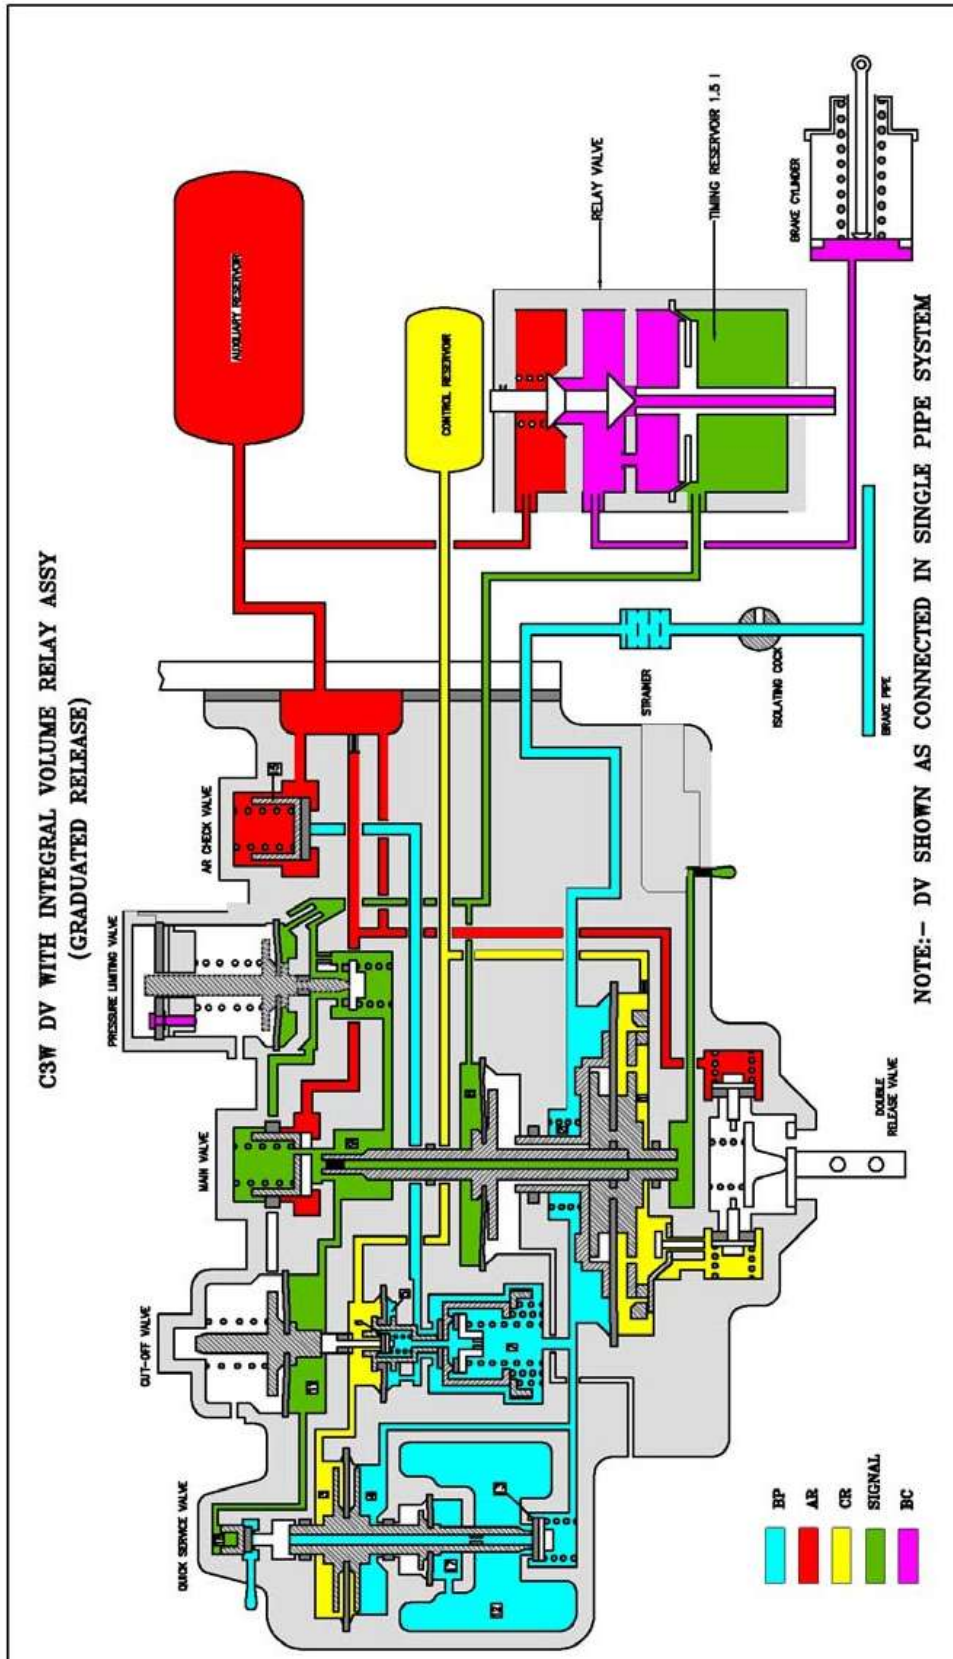 C3W DV WITH INTEGRAL VOLUME RELAY ASSY
(GRADUATED RELEASE)
AUXILIARY RESERVOIR
CONTROL RESERVOIR
RELAY VALVE
TIMING RESERVOIR 1.5 l
BRAKE CYLINDER
AR CHECK VALVE
PRESSURE LIMITING VALVE
MAIN VALVE
CUT-OFF VALVE
QUICK SERVICE VALVE
STRAINER
ISOLATING COCK
BRAKE PIPE
DOUBLE
RELEASE VALVE
BP
AR
CR
SIGNAL
BC
NOTE:- DV SHOWN AS CONNECTED IN SINGLE PIPE SYSTEM